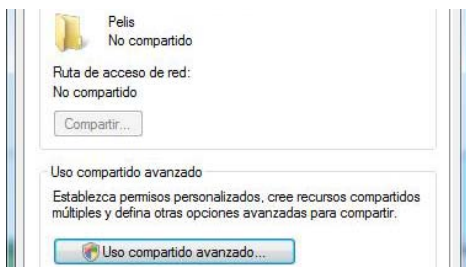 Pelis
No compartido
Ruta de acceso de red:
No compartido
Compartir...
Uso compartido avanzado
Establezca permisos personalizados, cree recursos compartidos
múltiples y defina otras opciones avanzadas para compartir.
Uso compartido avanzado...